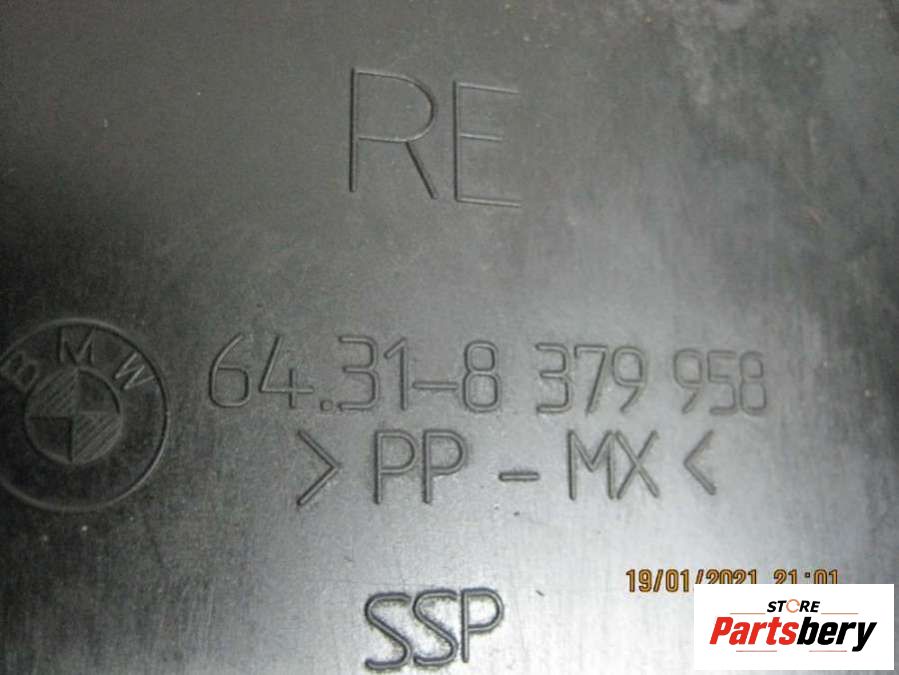 RE
BMW
64.31-8 379 958
>PP-MX<
SSP
19/01/2021 21:01
STORE
Partsbery